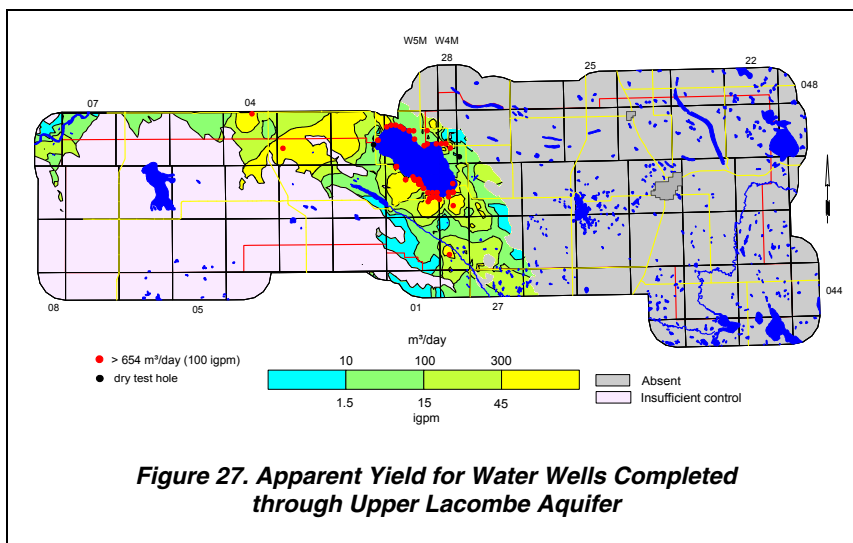 W5M W4M
28
25
22
048
07
04
044
08
05
01
27
m³/day
> 654 m³/day (100 igpm)
10 100 300
dry test hole
Absent
1.5 15 45
Insufficient control
igpm
Figure 27. Apparent Yield for Water Wells Completed
through Upper Lacombe Aquifer